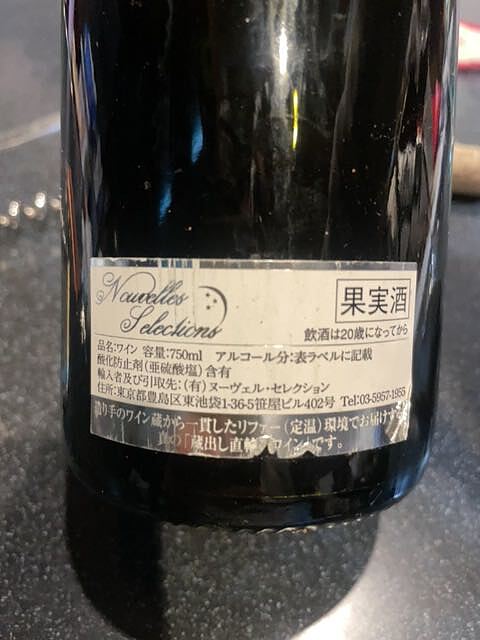 Nouvelles
Selections
果実酒
飲酒は20歳になってから
品名:ワイン 容量:750ml アルコール分:表ラベルに記載
酸化防止剤(亜硫酸塩)含有
輸入者及び引取先:(有)ヌーヴェル・セレクション
住所:東京都豊島区東池袋1-36-5笹屋ビル402号 Tel:03-5957-1955
造り手のワイン蔵から一貫したリファー(定温)環境でお届けする
真の「蔵出し直輸入ワイン」です。